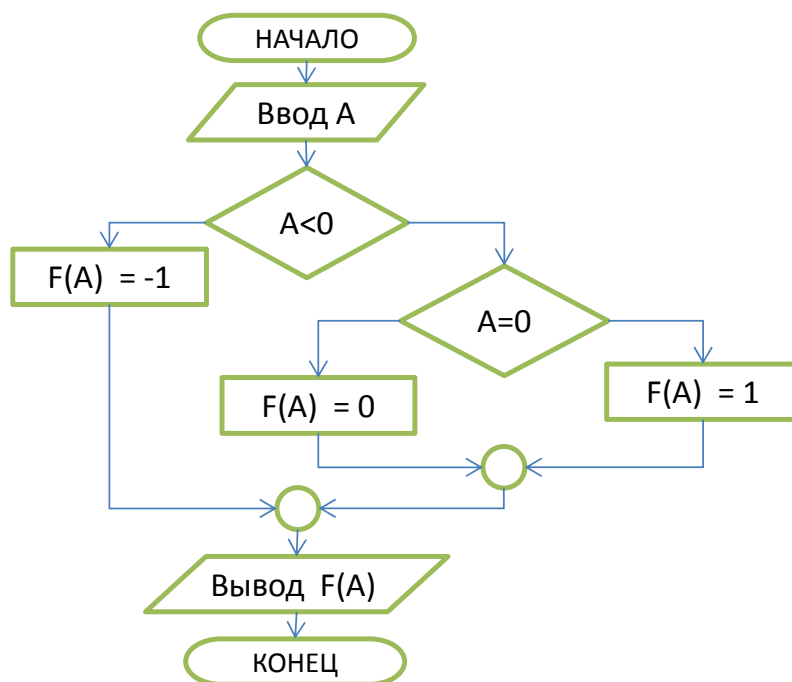 НАЧАЛО
Ввод А
A<0
F(A) = -1
A=0
F(A) = 0
F(A) = 1
Вывод F(A)
КОНЕЦ